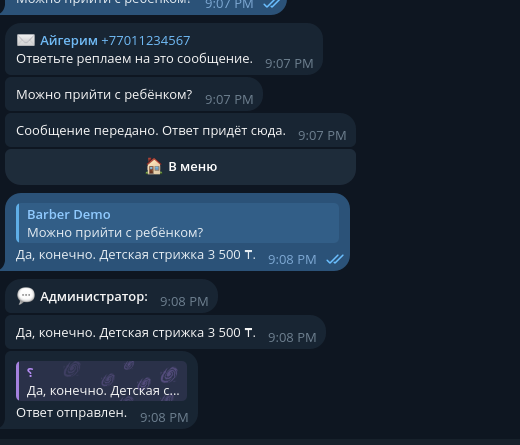 Можно прийти с ребёнком? 9:07 PM
✉️ Айгерим +77011234567
Ответьте реплаем на это сообщение. 9:07 PM
Можно прийти с ребёнком? 9:07 PM
Сообщение передано. Ответ придёт сюда. 9:07 PM
🏠 В меню
Barber Demo
Можно прийти с ребёнком?
Да, конечно. Детская стрижка 3 500 ₸. 9:08 PM
💬 Администратор: 9:08 PM
Да, конечно. Детская стрижка 3 500 ₸. 9:08 PM
؟
Да, конечно. Детская с...
Ответ отправлен. 9:08 PM